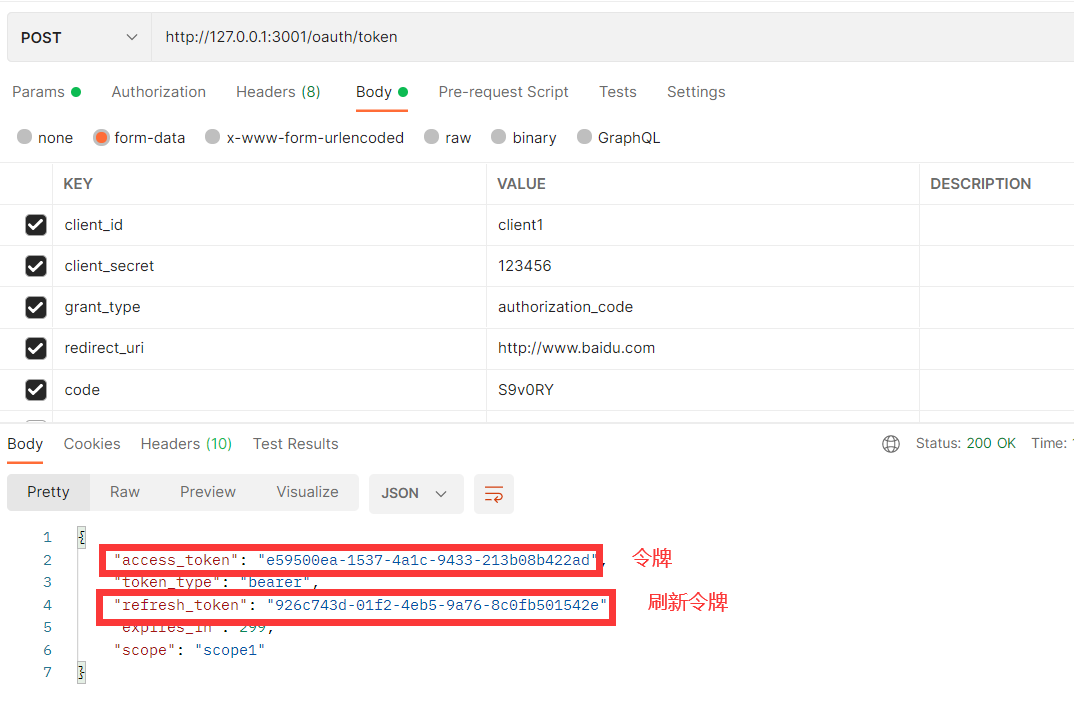 POST http://127.0.0.1:3001/oauth/token
Params Authorization Headers (8) Body Pre-request Script Tests Settings
none form-data x-www-form-urlencoded raw binary GraphQL
KEY VALUE DESCRIPTION
client_id client1
client_secret 123456
grant_type authorization_code
redirect_uri http://www.baidu.com
code S9v0RY
Body Cookies Headers (10) Test Results Status: 200 OK Time:
Pretty Raw Preview Visualize JSON
1 {
2 "access_token": "e59500ea-1537-4a1c-9433-213b08b422ad", 令牌
3 "token_type": "bearer",
4 "refresh_token": "926c743d-01f2-4eb5-9a76-8c0fb501542e" 刷新令牌
5 "expires_in": 299,
6 "scope": "scope1"
7 }